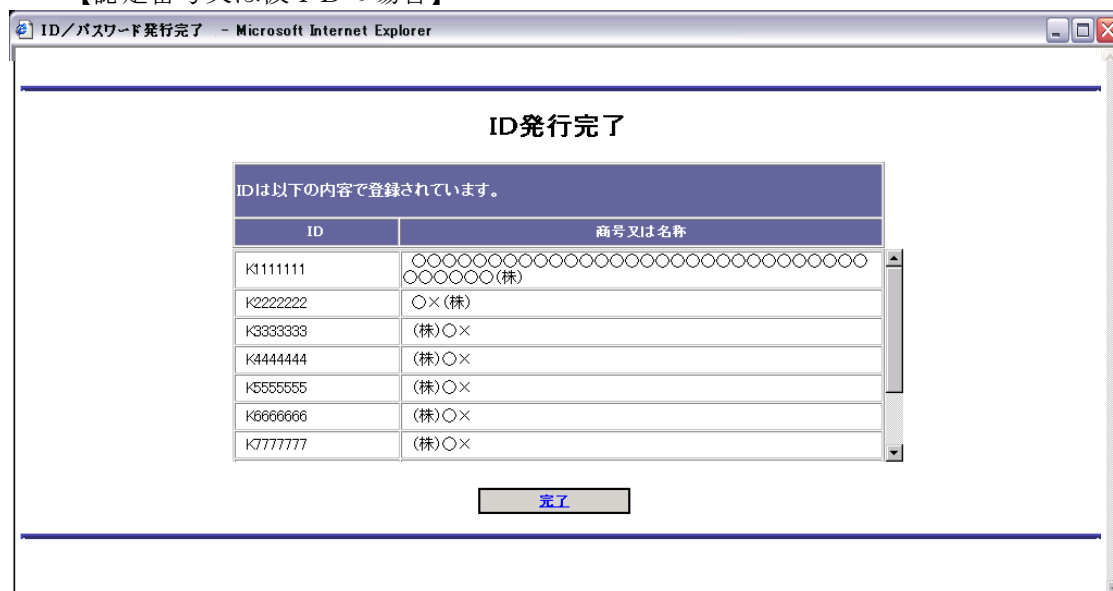 ID/パスワード発行完了 - Microsoft Internet Explorer
ID発行完了
IDは以下の内容で登録されています。
ID 商号又は名称
K1111111 ○○○○○○○○○○○○○○○○○○○○○○○○○○○○○○
○○○○○○(株)
K2222222 ○×(株)
K3333333 (株)○×
K4444444 (株)○×
K5555555 (株)○×
K6666666 (株)○×
K7777777 (株)○×
完了